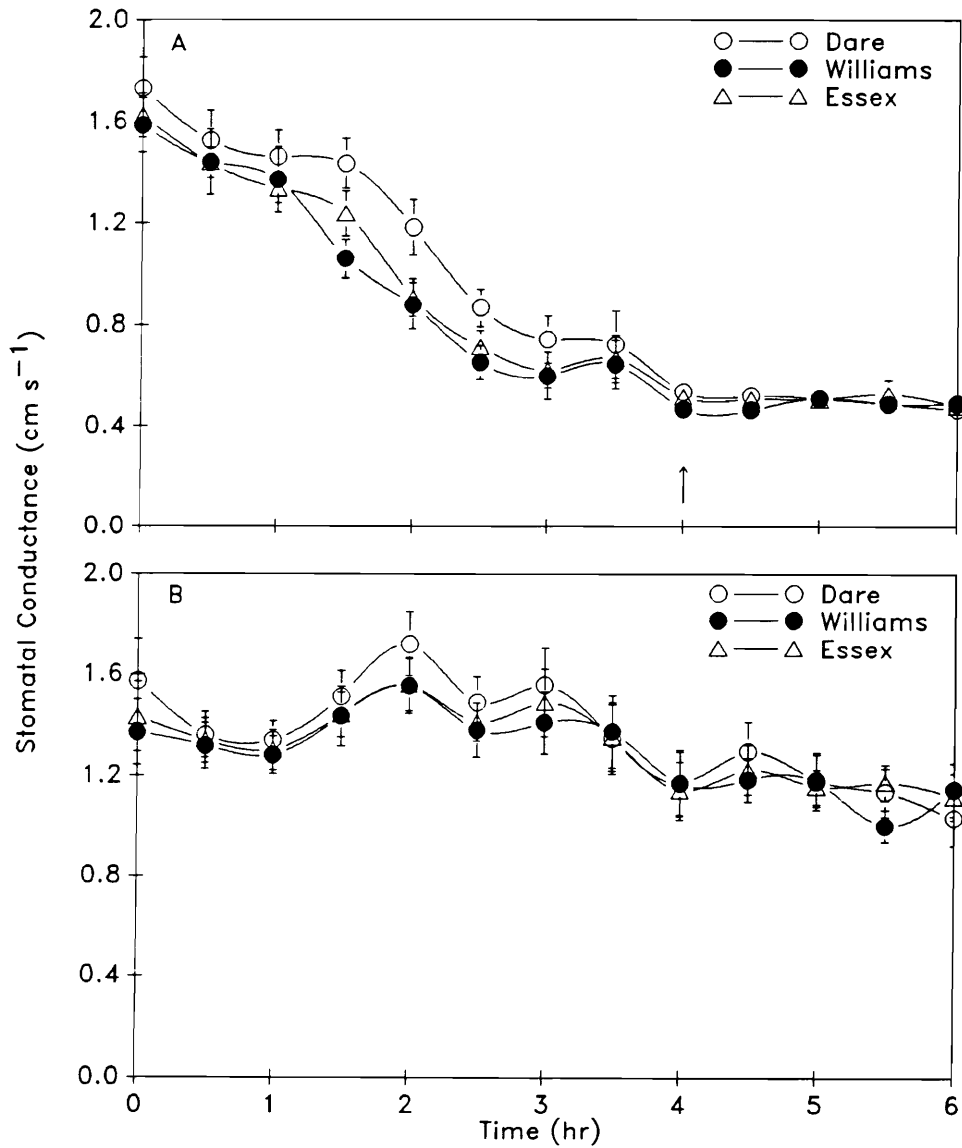 Stomatal Conductance (cm s⁻¹)
2.0
1.6
1.2
0.8
0.4
0.0
A
Dare
Williams
Essex
2.0
1.6
1.2
0.8
0.4
0.0
B
Dare
Williams
Essex
0 1 2 3 4 5 6
Time (hr)